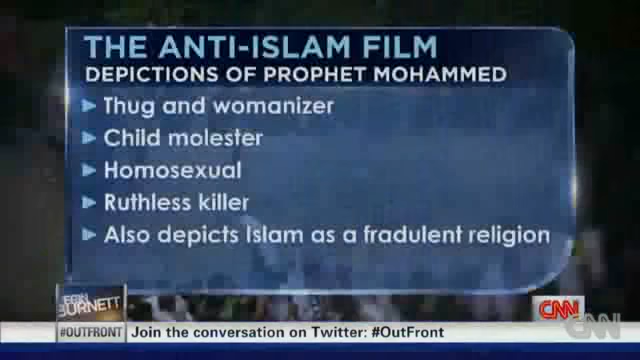 THE ANTI-ISLAM FILM
DEPICTIONS OF PROPHET MOHAMMED
Thug and womanizer
Child molester
Homosexual
Ruthless killer
Also depicts Islam as a fradulent religion
ERIN
BURNETT
#OUTFRONT
Join the conversation on Twitter: #OutFront
CNN
CNN